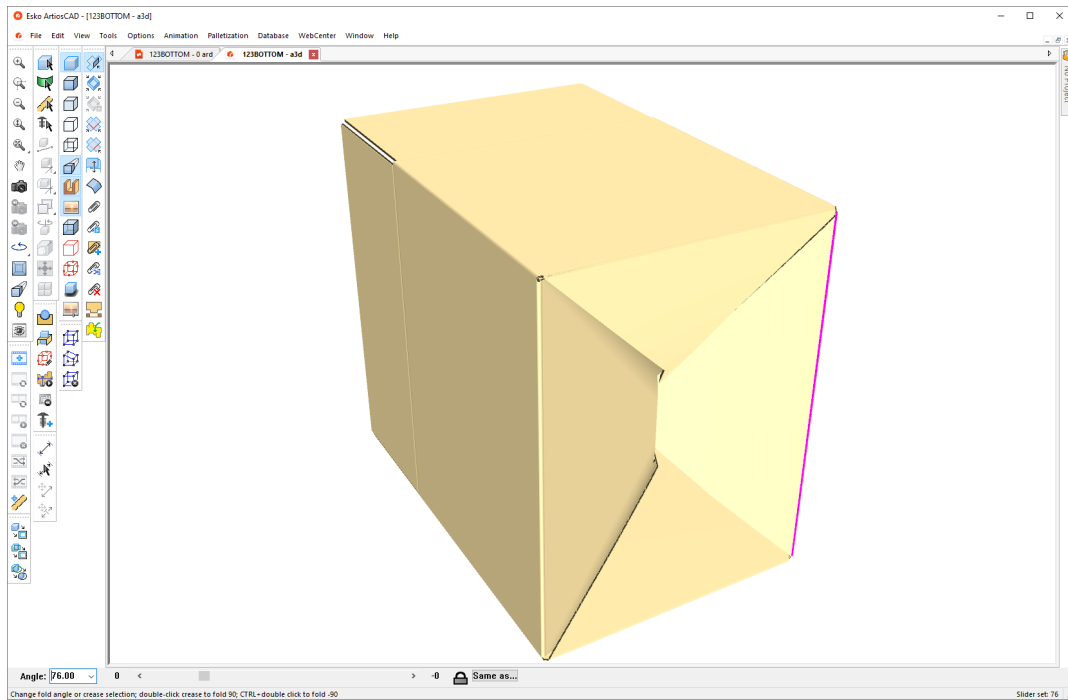 Esko ArtiosCAD - [123BOTTOM - a3d]
File Edit View Tools Options Animation Palletization Database WebCenter Window Help
123BOTTOM - 0 ard 123BOTTOM - a3d
Angle: 76.00 0 < > -0 Same as...
Change fold angle or crease selection; double-click crease to fold 90; CTRL+double click to fold -90 Slider set: 76